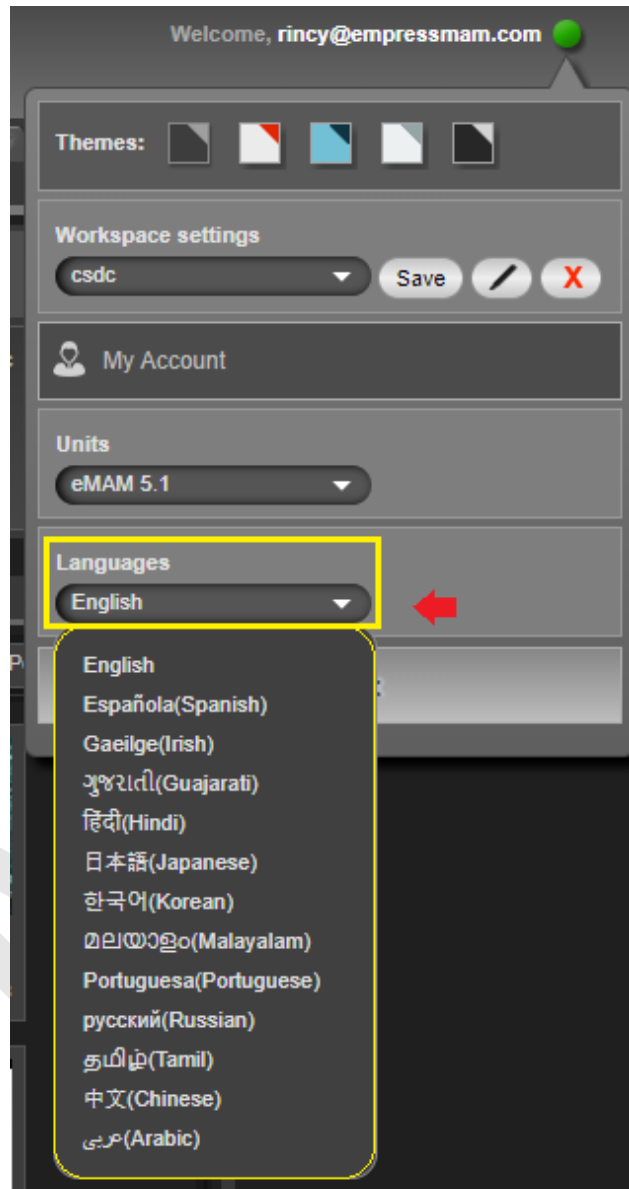 Welcome, rincy@empressmam.com
Themes:
Workspace settings
csdc Save X
My Account
Units
eMAM 5.1
Languages
English
English
Española(Spanish)
Gaeilge(Irish)
ગુજરાતી(Guajarati)
हिंदी(Hindi)
日本語(Japanese)
한국어(Korean)
മലയാളം(Malayalam)
Portuguesa(Portuguese)
русский(Russian)
தமிழ்(Tamil)
中文(Chinese)
عربى(Arabic)